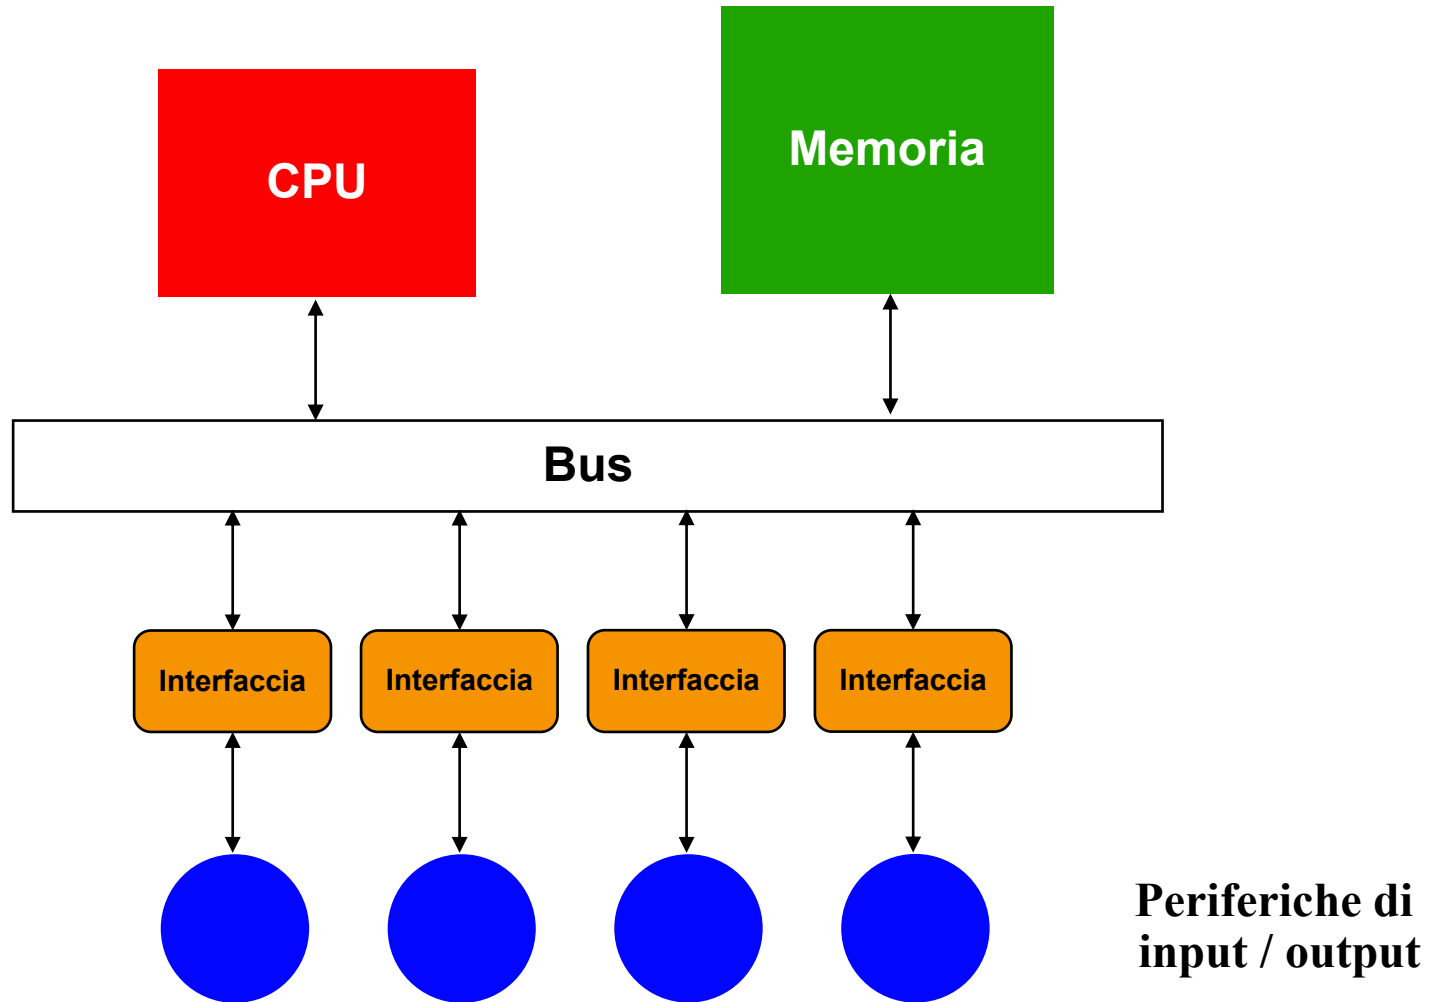 CPU
Memoria
Bus
Interfaccia
Interfaccia
Interfaccia
Interfaccia
Periferiche di
input / output